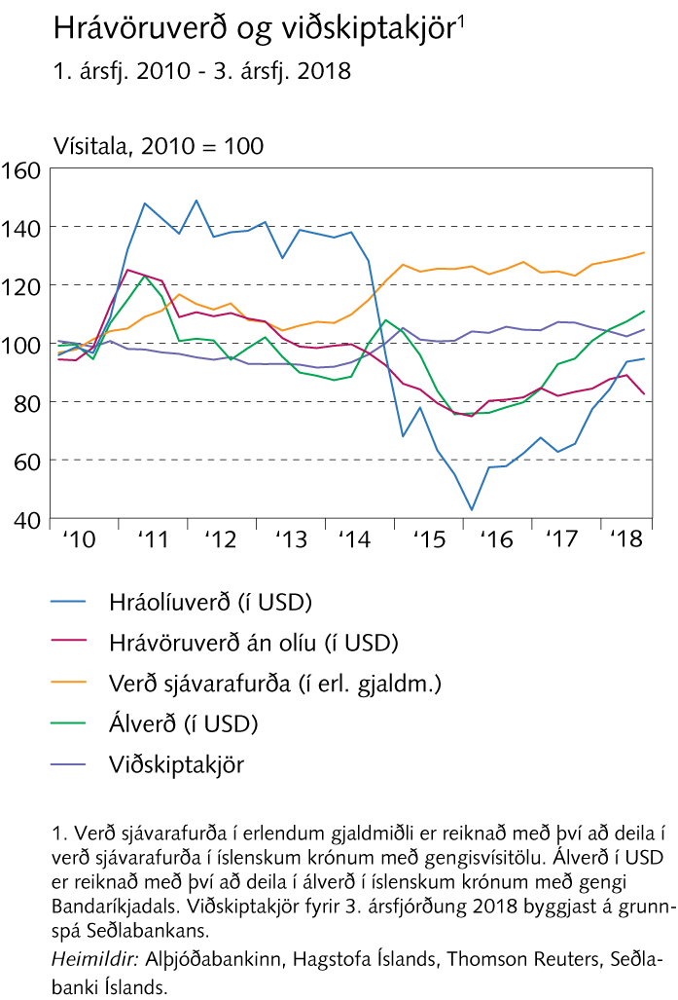 Hrávöruverð og viðskiptakjör¹
1. ársfj. 2010 - 3. ársfj. 2018
Vísitala, 2010 = 100
160
140
120
100
80
60
40
‘10 ‘11 ‘12 ‘13 ‘14 ‘15 ‘16 ‘17 ‘18
Hráolíuverð (í USD)
Hrávöruverð án olíu (í USD)
Verð sjávarafurða (í erl. gjaldm.)
Álverð (í USD)
Viðskiptakjör
1. Verð sjávarafurða í erlendum gjaldmiðli er reiknað með því að deila í
verð sjávarafurða í íslenskum krónum með gengisvísitölu. Álverð í USD
er reiknað með því að deila í álverð í íslenskum krónum með gengi
Bandaríkjadals. Viðskiptakjör fyrir 3. ársfjórðung 2018 byggjast á grunn-
spá Seðlabankans.
Heimildir: Alþjóðabankinn, Hagstofa Íslands, Thomson Reuters, Seðla-
banki Íslands.